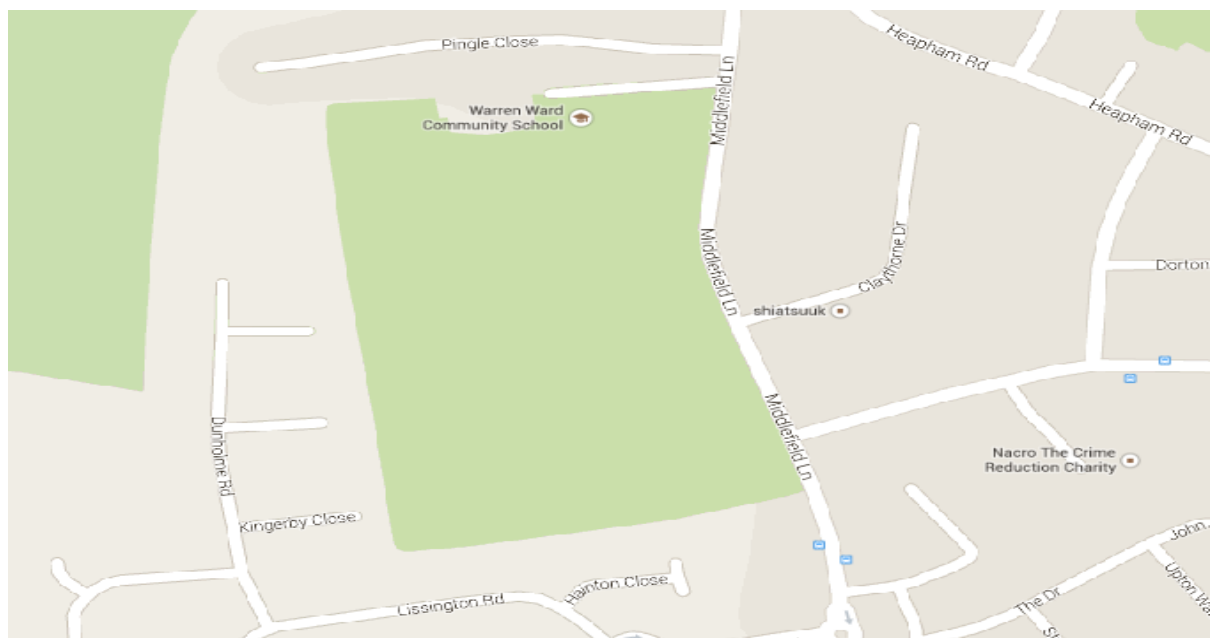 Pingle Close
Middlefield Ln
Heapham Rd
Heapham Rd
Warren Ward
Community School
Middlefield Ln
Claythorne Dr
Dorton
shiatsuuk
Middlefield Ln
Dunholme Rd
Nacro The Crime
Reduction Charity
Kingerby Close
John
Upton Wa
Hainton Close
Lissington Rd
The Dr